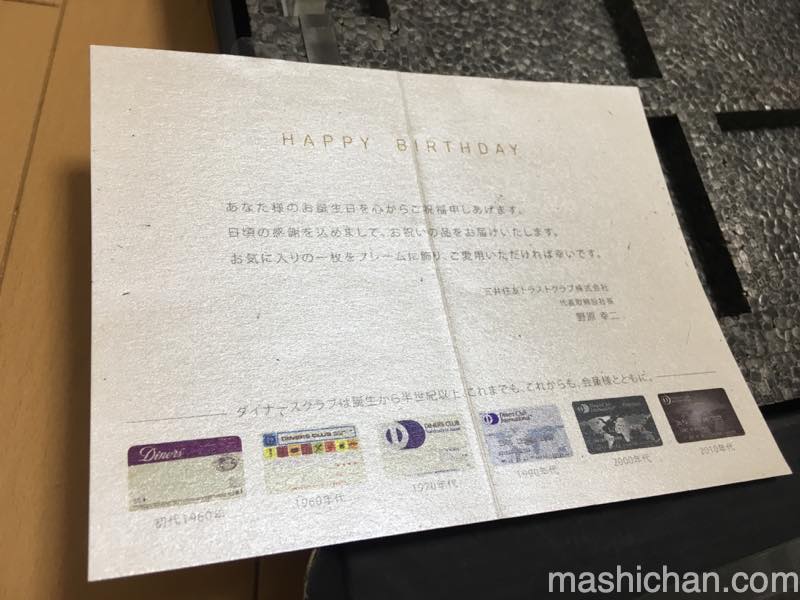 HAPPY BIRTHDAY
あなた様のお誕生日を心からご祝福申しあげます。
日頃の感謝を込めまして、お祝いの品をお届けいたします。
お気に入りの一枚をフレームに飾り、ご愛用いただければ幸いです。
三井住友トラストクラブ株式会社
代表取締役社長
野原 幸二
ダイナースクラブは誕生から半世紀以上、これまでも、これからも、会員様とともに。
Diners'
DINERS CLUB
DINERS CLUB
Diners Club
International
初代1960年
1960年代
1970年代
1990年代
2000年代
2010年代
mashichan.com